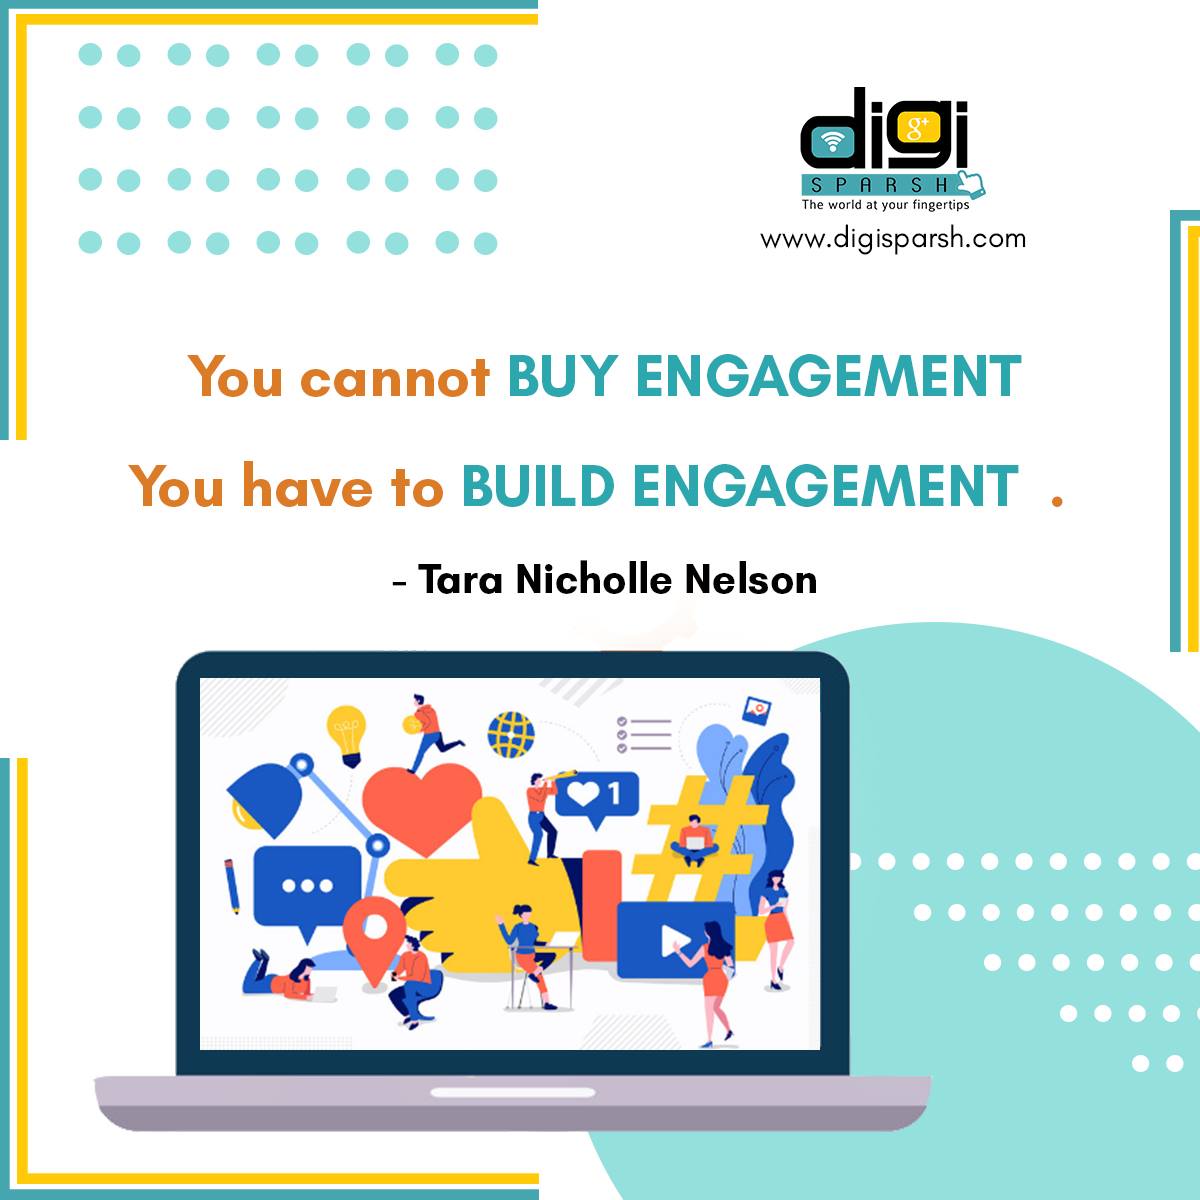 digi
g+
SPARSH
The world at your fingertips
www.digisparsh.com
You cannot BUY ENGAGEMENT
You have to BUILD ENGAGEMENT .
- Tara Nicholle Nelson
1
#